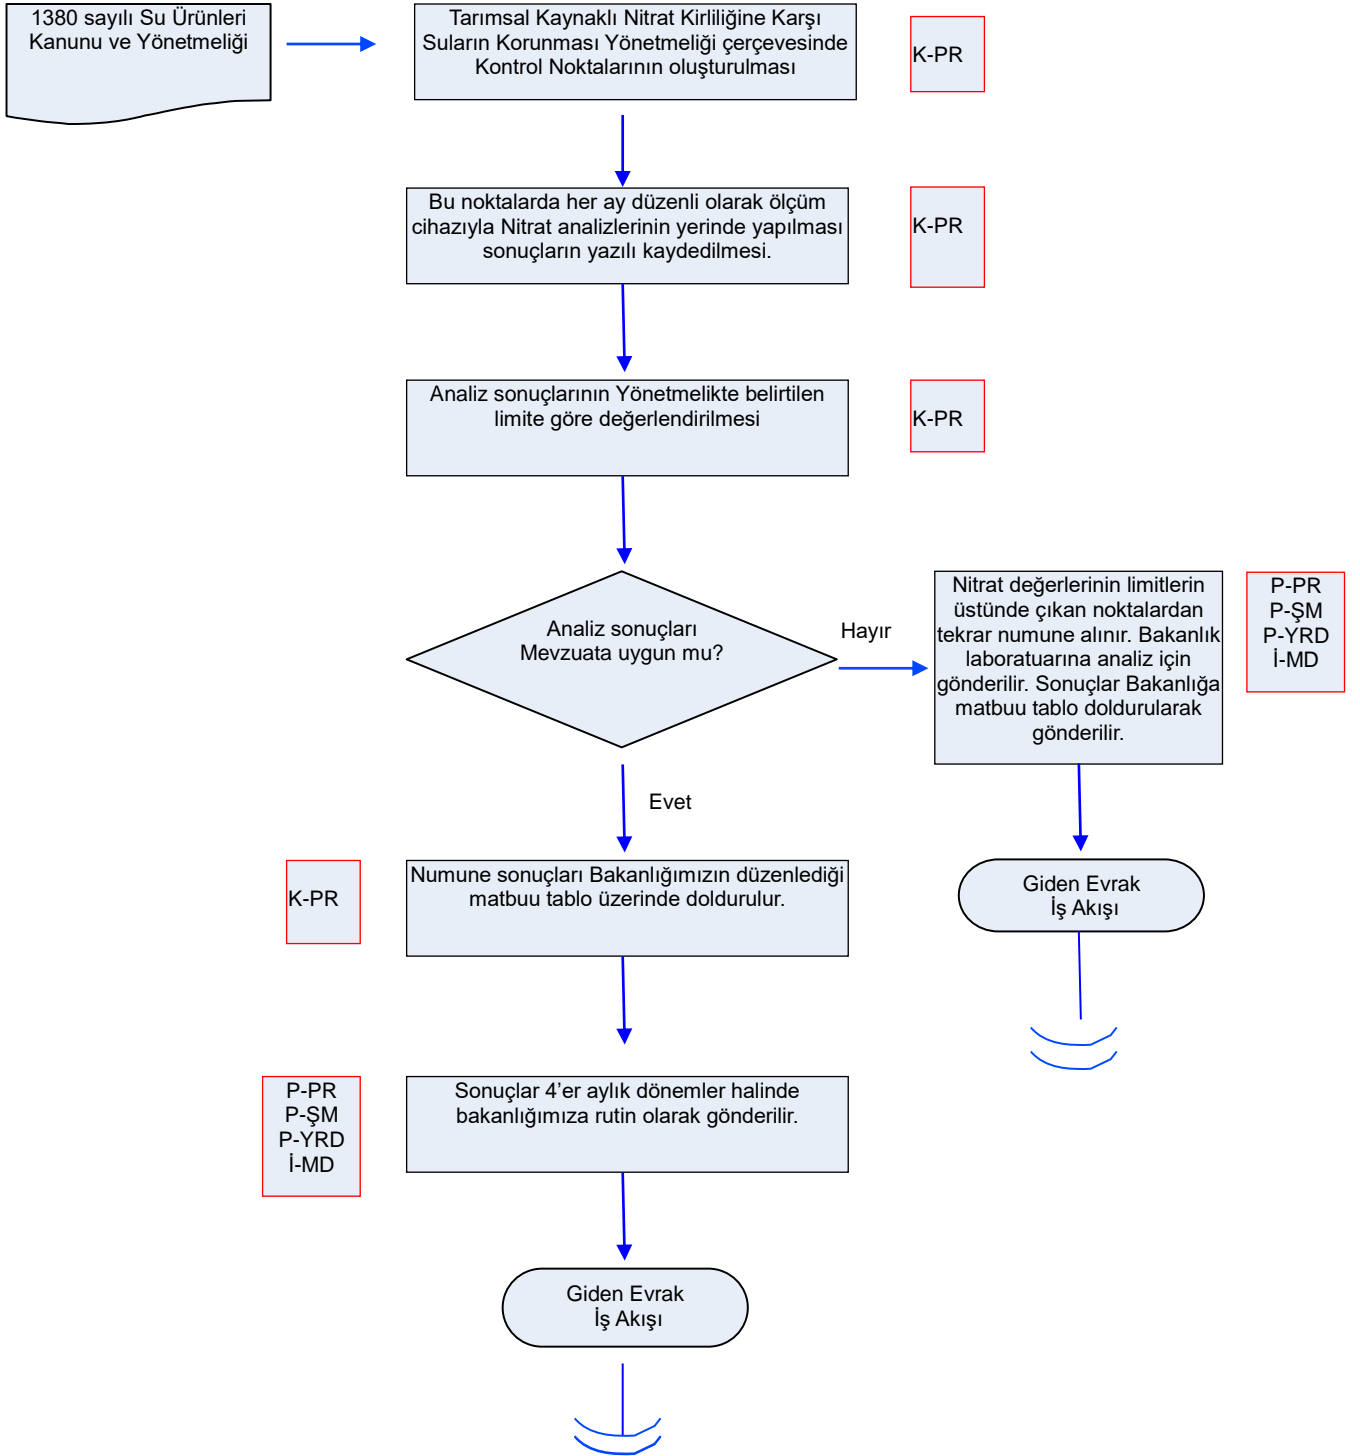 1380 sayılı Su Ürünleri
Kanunu ve Yönetmeliği
Tarımsal Kaynaklı Nitrat Kirliliğine Karşı
Suların Korunması Yönetmeliği çerçevesinde
Kontrol Noktalarının oluşturulması
K-PR
Bu noktalarda her ay düzenli olarak ölçüm
cihazıyla Nitrat analizlerinin yerinde yapılması
sonuçların yazılı kaydedilmesi.
K-PR
Analiz sonuçlarının Yönetmelikte belirtilen
limite göre değerlendirilmesi
K-PR
Analiz sonuçları
Mevzuata uygun mu?
Hayır
Nitrat değerlerinin limitlerin
üstünde çıkan noktalardan
tekrar numune alınır. Bakanlık
laboratuarına analiz için
gönderilir. Sonuçlar Bakanlığa
matbuu tablo doldurularak
gönderilir.
P-PR
P-ŞM
P-YRD
İ-MD
Evet
Giden Evrak
İş Akışı
K-PR
Numune sonuçları Bakanlığımızın düzenlediği
matbuu tablo üzerinde doldurulur.
P-PR
P-ŞM
P-YRD
İ-MD
Sonuçlar 4’er aylık dönemler halinde
bakanlığımıza rutin olarak gönderilir.
Giden Evrak
İş Akışı